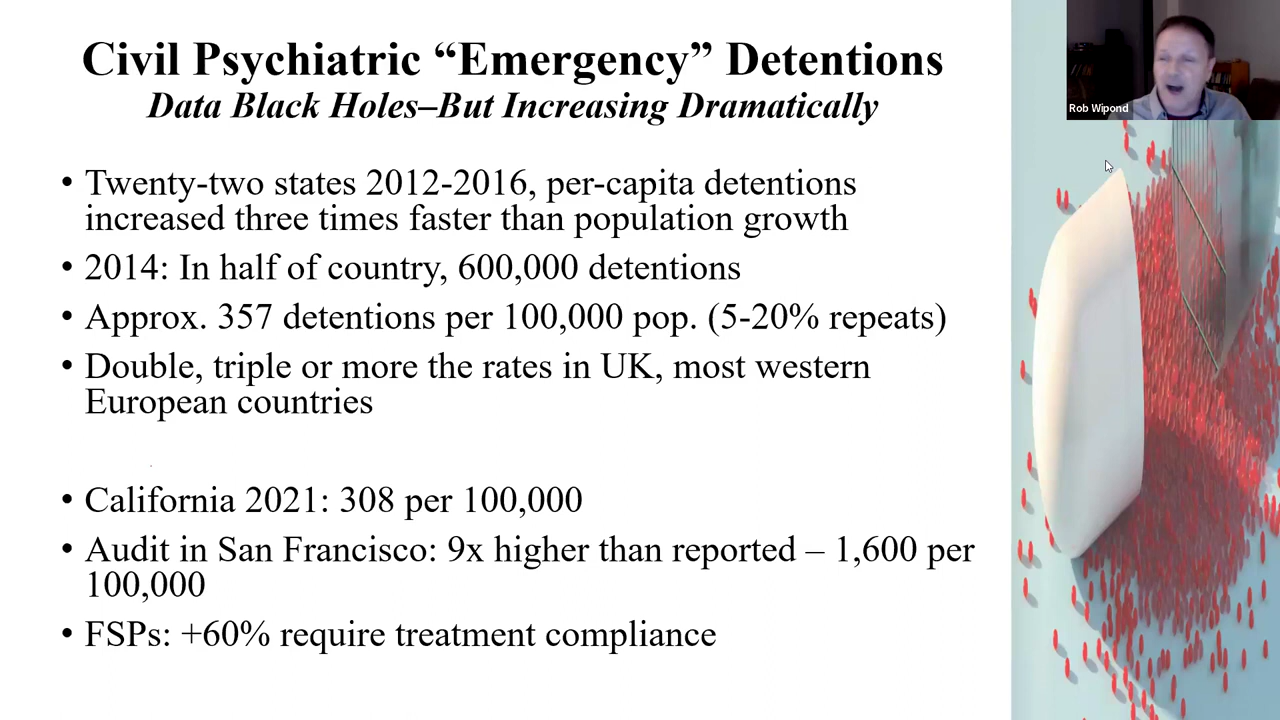 Civil Psychiatric “Emergency” Detentions
Data Black Holes–But Increasing Dramatically
Rob Wipond
• Twenty-two states 2012-2016, per-capita detentions
increased three times faster than population growth
• 2014: In half of country, 600,000 detentions
• Approx. 357 detentions per 100,000 pop. (5-20% repeats)
• Double, triple or more the rates in UK, most western
European countries
• California 2021: 308 per 100,000
• Audit in San Francisco: 9x higher than reported – 1,600 per
100,000
• FSPs: +60% require treatment compliance